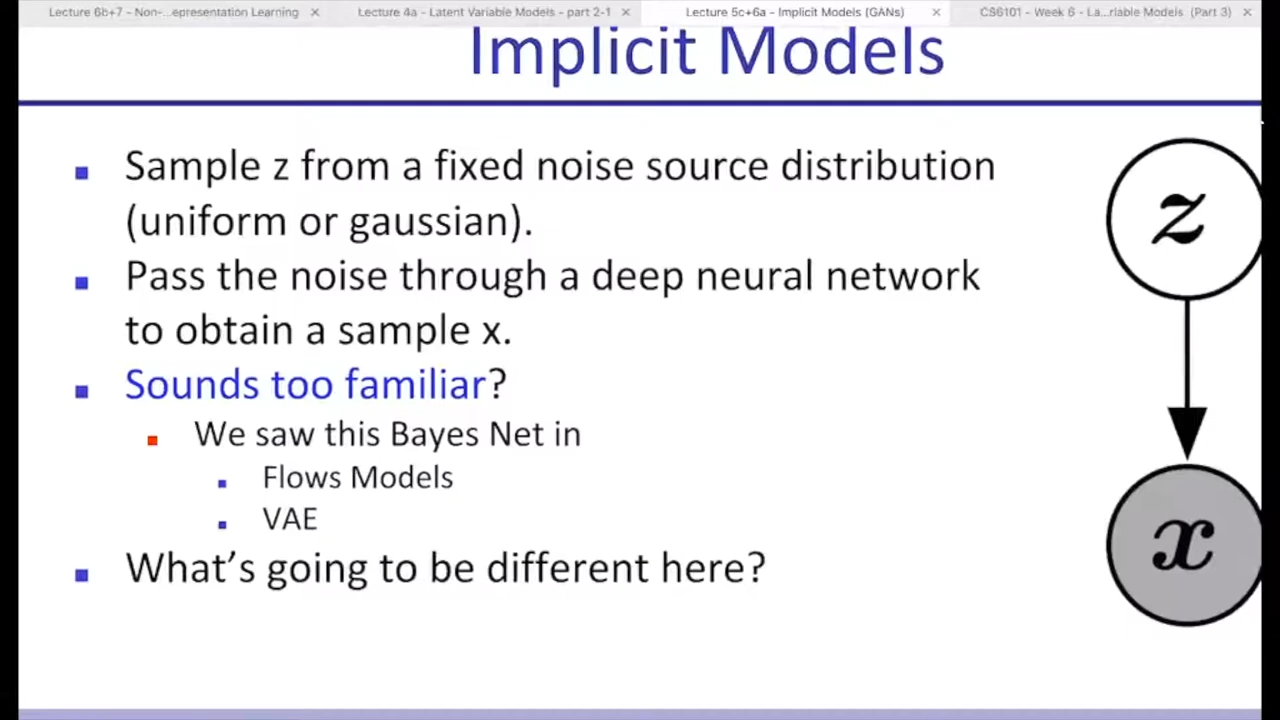 Lecture 6b+7 - Non-...epresentation Learning
Lecture 4a - Latent Variable Models - part 2-1
Lecture 5c+6a - Implicit Models (GANs)
CS6101 - Week 6 - La...riable Models (Part 3)
Implicit Models
Sample z from a fixed noise source distribution
(uniform or gaussian).
Pass the noise through a deep neural network
to obtain a sample x.
Sounds too familiar?
We saw this Bayes Net in
Flows Models
VAE
What's going to be different here?
z
x